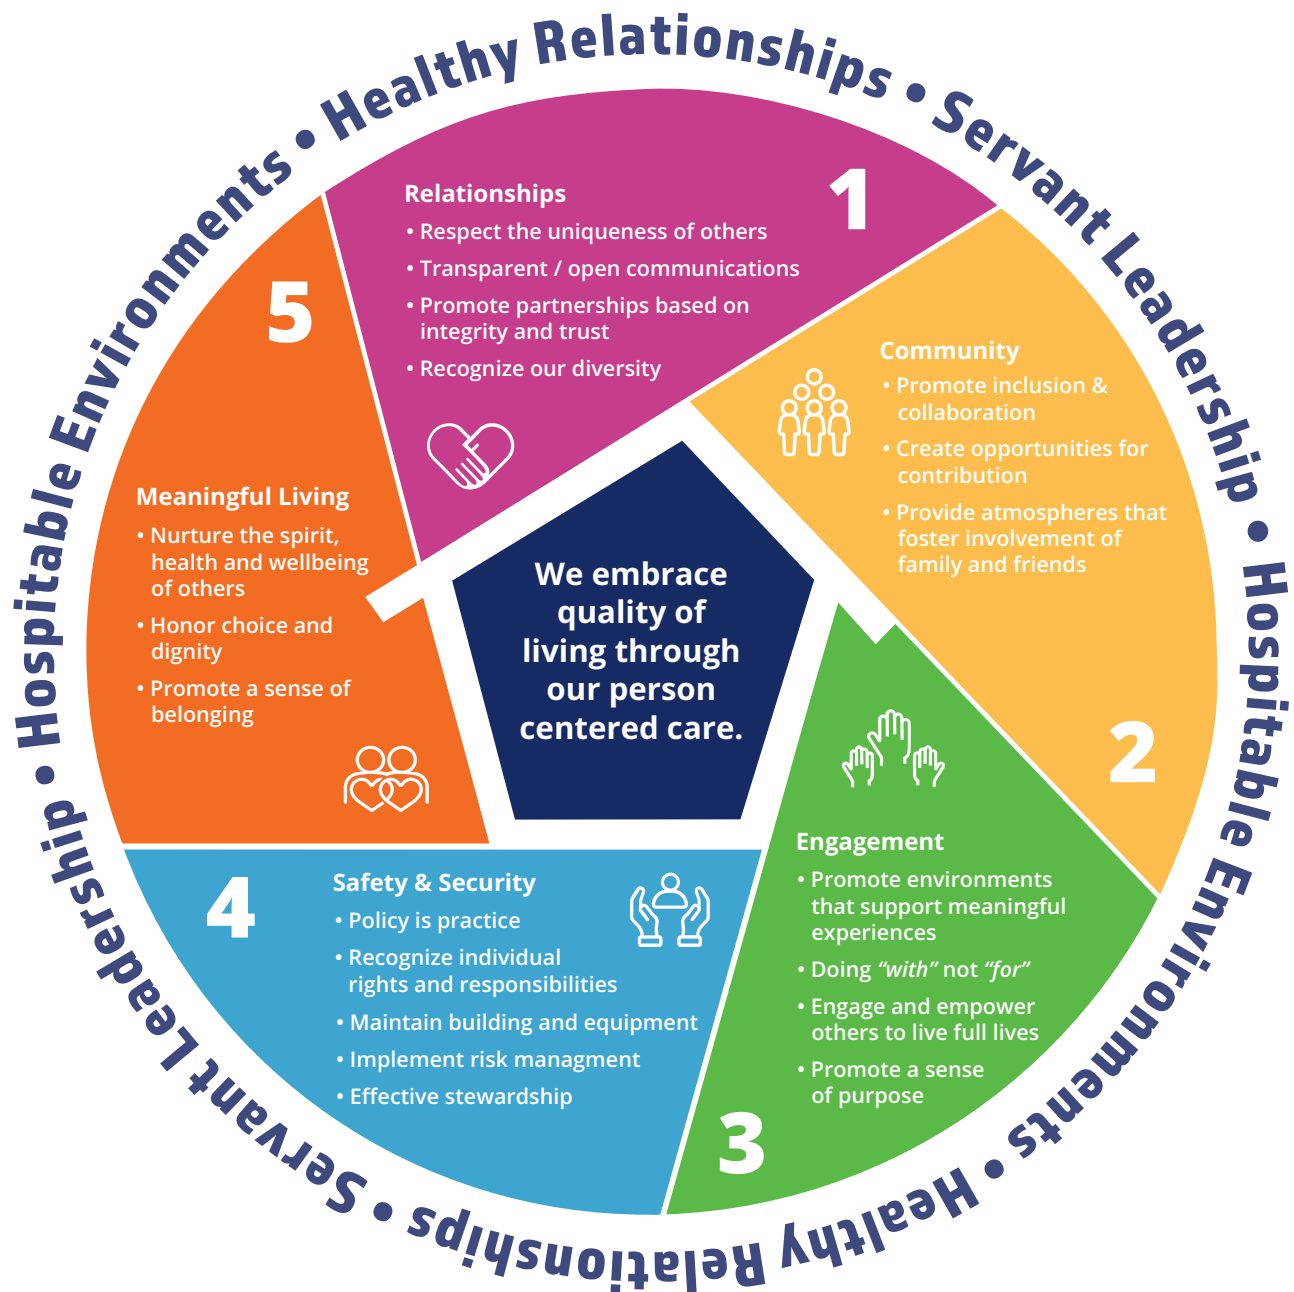 Healthy Relationships • Servant Leadership • Hospitable Environments • Healthy Relationships • Servant Leadership • Hospitable Environments •
1
Relationships
• Respect the uniqueness of others
• Transparent / open communications
• Promote partnerships based on
integrity and trust
• Recognize our diversity
Community
• Promote inclusion &
collaboration
• Create opportunities for
contribution
• Provide atmospheres that
foster involvement of
family and friends
2
Engagement
• Promote environments
that support meaningful
experiences
• Doing “with” not “for”
• Engage and empower
others to live full lives
• Promote a sense
of purpose
3
4
Safety & Security
• Policy is practice
• Recognize individual
rights and responsibilities
• Maintain building and equipment
• Implement risk managment
• Effective stewardship
5
Meaningful Living
• Nurture the spirit,
health and wellbeing
of others
• Honor choice and
dignity
• Promote a sense of
belonging
We embrace
quality of
living through
our person
centered care.